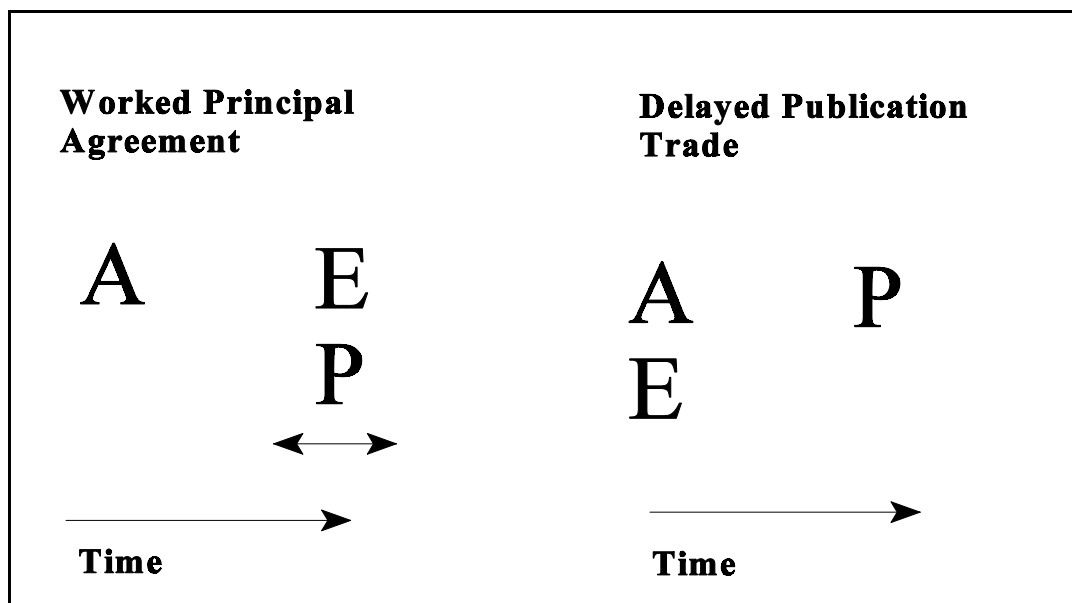 Worked Principal
Agreement
A E
P
Time
Delayed Publication
Trade
A P
E
Time